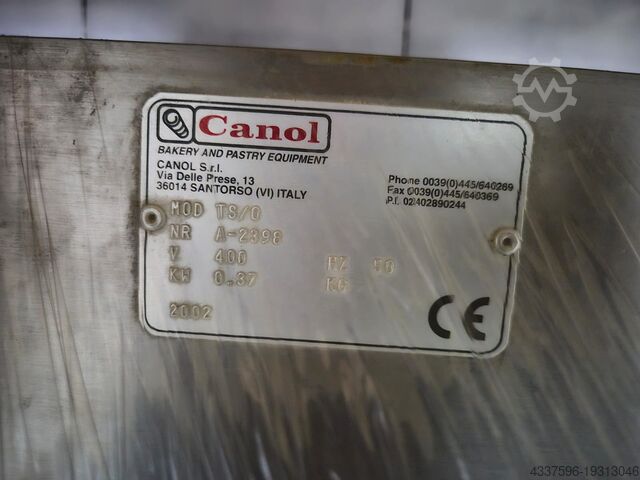 Canol
BAKERY AND PASTRY EQUIPMENT
CANOL S.r.l.
Via Delle Prese, 13
36014 SANTORSO (VI) ITALY
Phone 0039(0)445/640269
Fax 0039(0)445/640369
P.I. 02402890244
MOD TS/O
NR A-2398
V 400 HZ 50
KW 0.37 KG
2002
CE
4337596-19313046